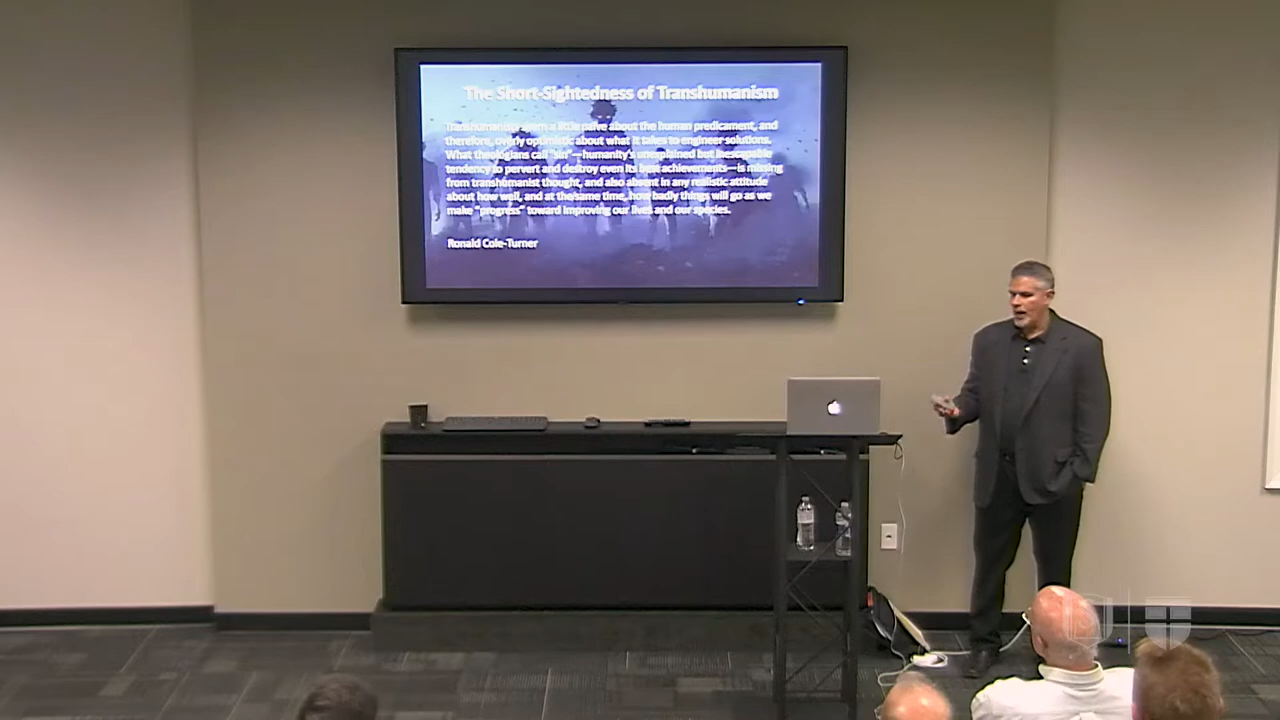 The Short-Sightedness of Transhumanism
Transhumanists seem a little naive about the human predicament, and
therefore, overly optimistic about what it takes to engineer solutions.
What theologians call "sin"—humanity's unexplained but inescapable
tendency to pervert and destroy even its best achievements—is missing
from transhumanist thought, and also absent in any realistic attitude
about how well, and at the same time, how badly things will go as we
make "progress" toward improving our lives and our species.
Ronald Cole-Turner